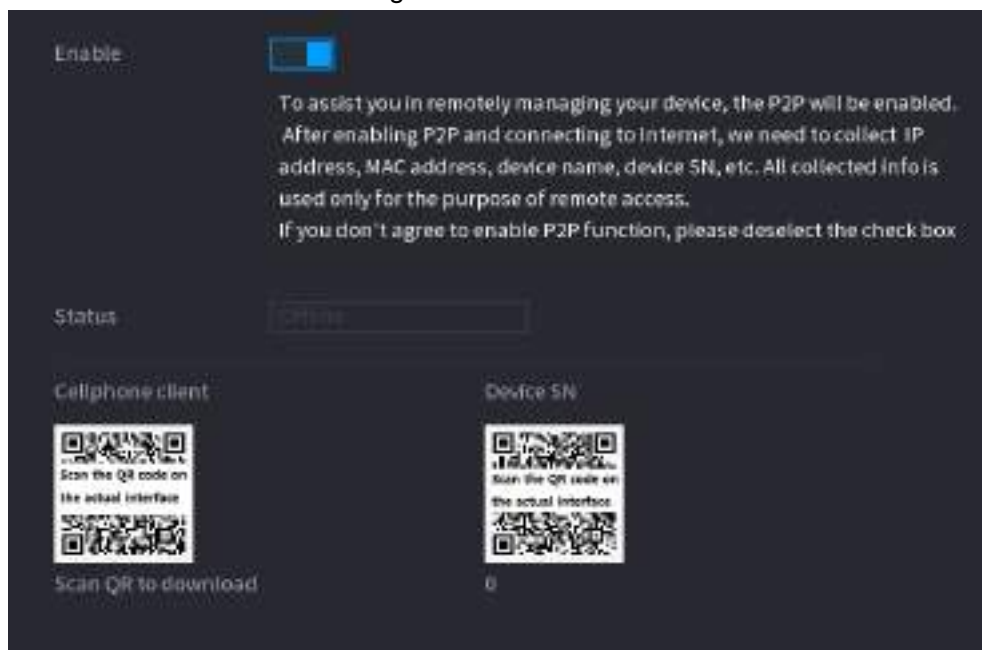 Enable
To assist you in remotely managing your device, the P2P will be enabled.
After enabling P2P and connecting to Internet, we need to collect IP
address, MAC address, device name, device SN, etc. All collected info is
used only for the purpose of remote access.
If you don't agree to enable P2P function, please deselect the check box
Status
Offline
Cellphone client
Device SN
Scan the QR code on
the actual interface
Scan the QR code on
the actual interface
Scan QR to download
0